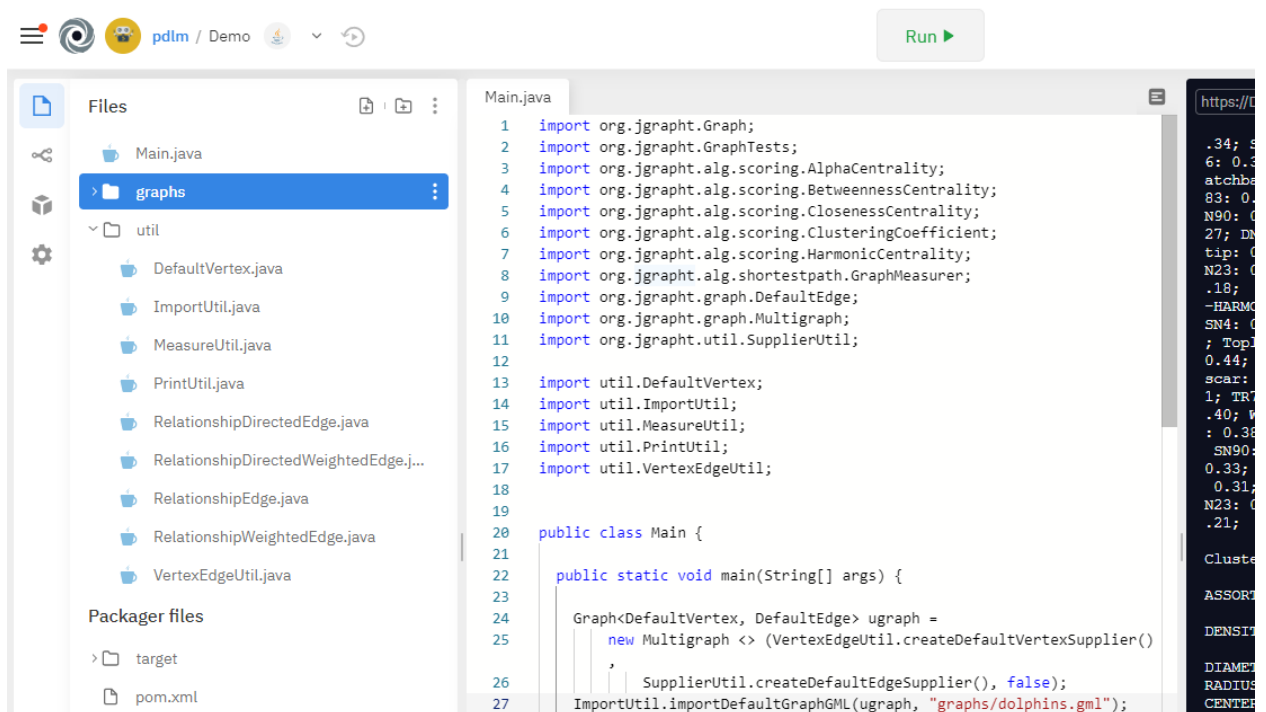 pdlm / Demo
Run
Files
Main.java
graphs
util
DefaultVertex.java
ImportUtil.java
MeasureUtil.java
PrintUtil.java
RelationshipDirectedEdge.java
RelationshipDirectedWeightedEdge.j...
RelationshipEdge.java
RelationshipWeightedEdge.java
VertexEdgeUtil.java
Packager files
target
pom.xml
Main.java
1 import org.jgrapht.Graph;
2 import org.jgrapht.GraphTests;
3 import org.jgrapht.alg.scoring.AlphaCentrality;
4 import org.jgrapht.alg.scoring.BetweennessCentrality;
5 import org.jgrapht.alg.scoring.ClosenessCentrality;
6 import org.jgrapht.alg.scoring.ClusteringCoefficient;
7 import org.jgrapht.alg.scoring.HarmonicCentrality;
8 import org.jgrapht.alg.shortestpath.GraphMeasurer;
9 import org.jgrapht.graph.DefaultEdge;
10 import org.jgrapht.graph.Multigraph;
11 import org.jgrapht.util.SupplierUtil;
12
13 import util.DefaultVertex;
14 import util.ImportUtil;
15 import util.MeasureUtil;
16 import util.PrintUtil;
17 import util.VertexEdgeUtil;
18
19
20 public class Main {
21
22 public static void main(String[] args) {
23
24 Graph<DefaultVertex, DefaultEdge> ugraph =
25 new Multigraph <> (VertexEdgeUtil.createDefaultVertexSupplier()
,
26 SupplierUtil.createDefaultEdgeSupplier(), false);
27 ImportUtil.importDefaultGraphGML(ugraph, "graphs/dolphins.gml");
https://
.34;
6: 0.3
atchba
83: 0.
N90:
27;
tip:
N23:
.18;
-HARMO
SN4:
; Topl
0.44;
scar:
1; TR7
.40;
: 0.38
SN90:
0.33;
0.31;
N23:
.21;
Cluste
ASSORT
DENSIT
DIAMET
RADIUS
CENTER